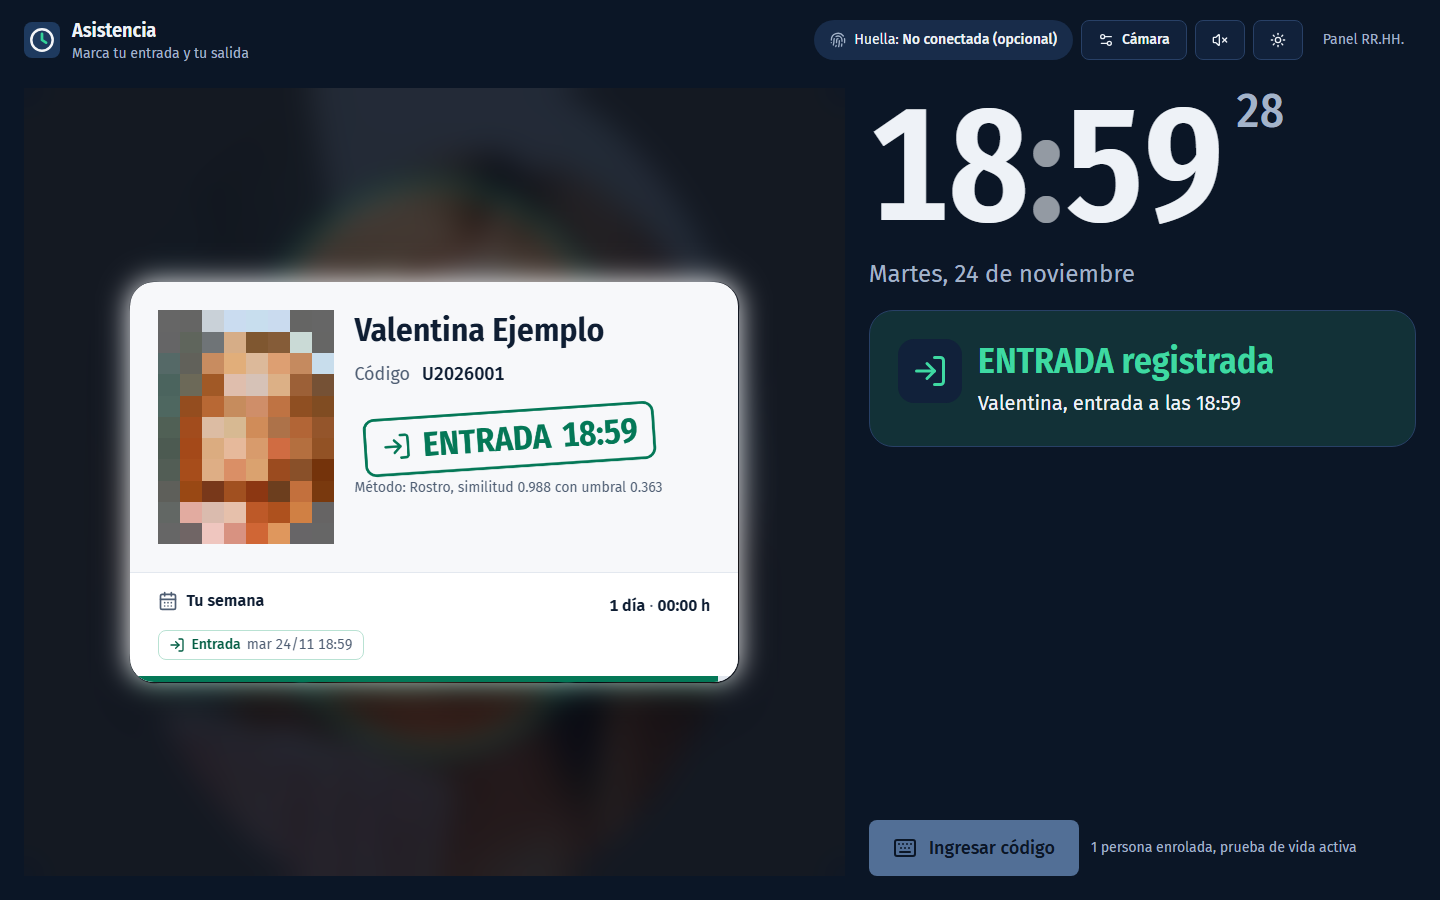 Asistencia
Marca tu entrada y tu salida
Huella: No conectada (opcional)
Cámara
Panel RR.HH.
18:59 28
Martes, 24 de noviembre
ENTRADA registrada
Valentina, entrada a las 18:59
Valentina Ejemplo
Código U2026001
ENTRADA 18:59
Método: Rostro, similitud 0.988 con umbral 0.363
Tu semana
1 día · 00:00 h
Entrada mar 24/11 18:59
Ingresar código
1 persona enrolada, prueba de vida activa